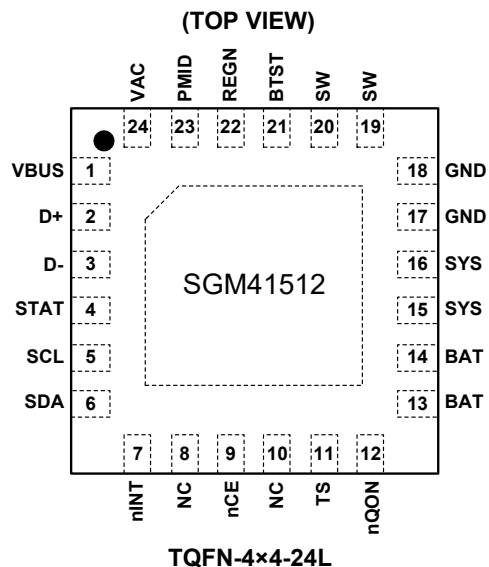 (TOP VIEW)
VAC PMID REGN BTST SW SW
24 23 22 21 20 19
VBUS 1
D+ 2
D- 3
STAT 4
SCL 5
SDA 6
18 GND
17 GND
16 SYS
15 SYS
14 BAT
13 BAT
SGM41512
7 8 9 10 11 12
nINT NC nCE NC TS nQON
TQFN-4×4-24L